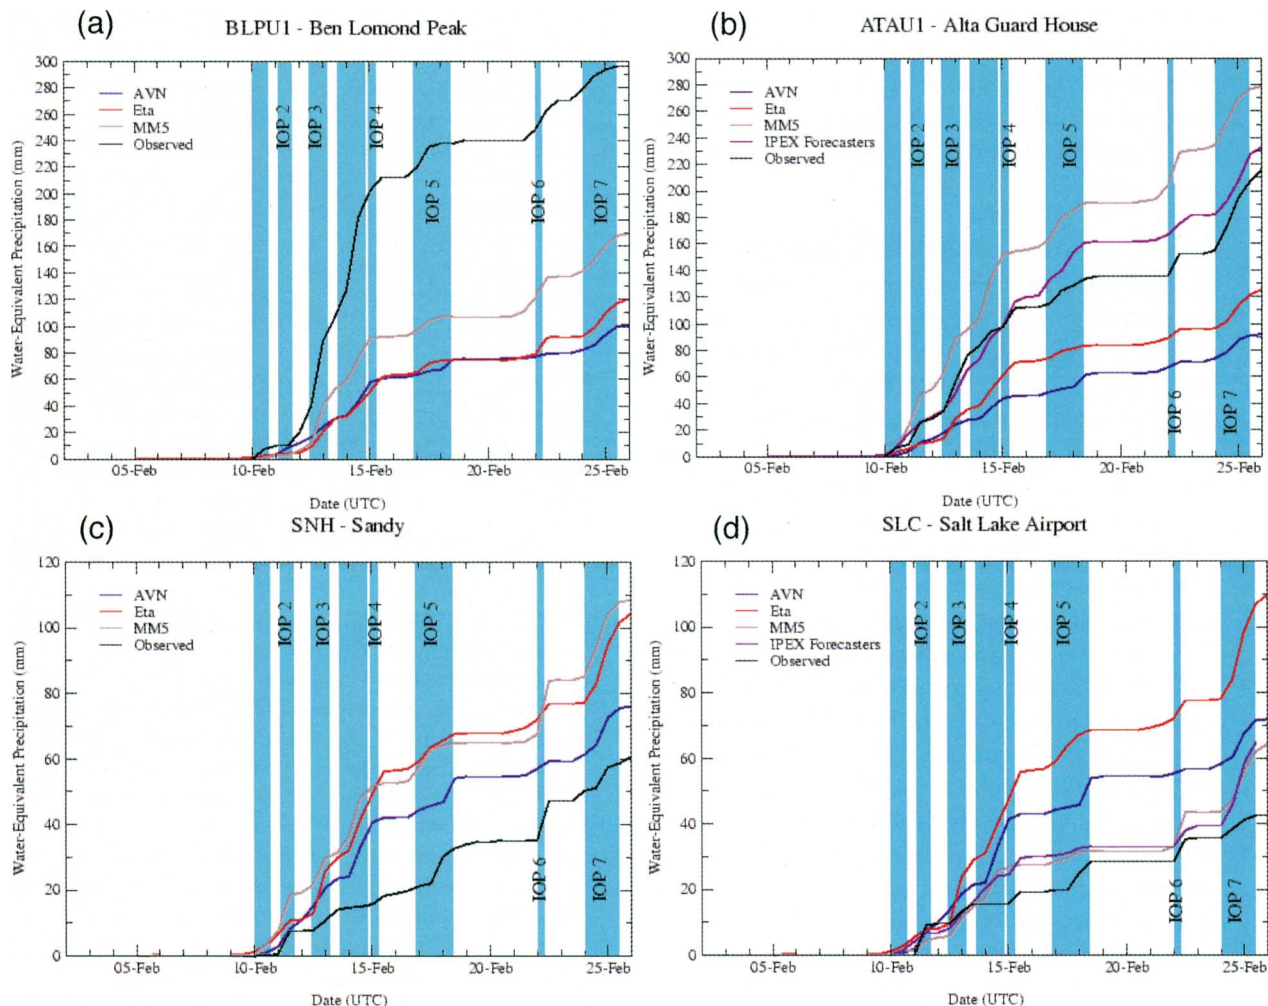 (a)
BLPU1 - Ben Lomond Peak
300
280
260
240
220
200
180
160
140
120
100
80
60
40
20
0
Water-Equivalent Precipitation (mm)
AVN
Eta
MM5
Observed
IOP 2
IOP 3
IOP 4
IOP 5
IOP 6
IOP 7
05-Feb
10-Feb
15-Feb
20-Feb
25-Feb
Date (UTC)
(b)
ATAU1 - Alta Guard House
300
280
260
240
220
200
180
160
140
120
100
80
60
40
20
0
Water-Equivalent Precipitation (mm)
AVN
Eta
MM5
IPEX Forecasters
Observed
IOP 2
IOP 3
IOP 4
IOP 5
IOP 6
IOP 7
05-Feb
10-Feb
15-Feb
20-Feb
25-Feb
Date (UTC)
(c)
SNH - Sandy
120
100
80
60
40
20
0
Water-Equivalent Precipitation (mm)
AVN
Eta
MM5
Observed
IOP 2
IOP 3
IOP 4
IOP 5
IOP 6
IOP 7
05-Feb
10-Feb
15-Feb
20-Feb
25-Feb
Date (UTC)
(d)
SLC - Salt Lake Airport
120
100
80
60
40
20
0
Water-Equivalent Precipitation (mm)
AVN
Eta
MM5
IPEX Forecasters
Observed
IOP 2
IOP 3
IOP 4
IOP 5
IOP 6
IOP 7
05-Feb
10-Feb
15-Feb
20-Feb
25-Feb
Date (UTC)